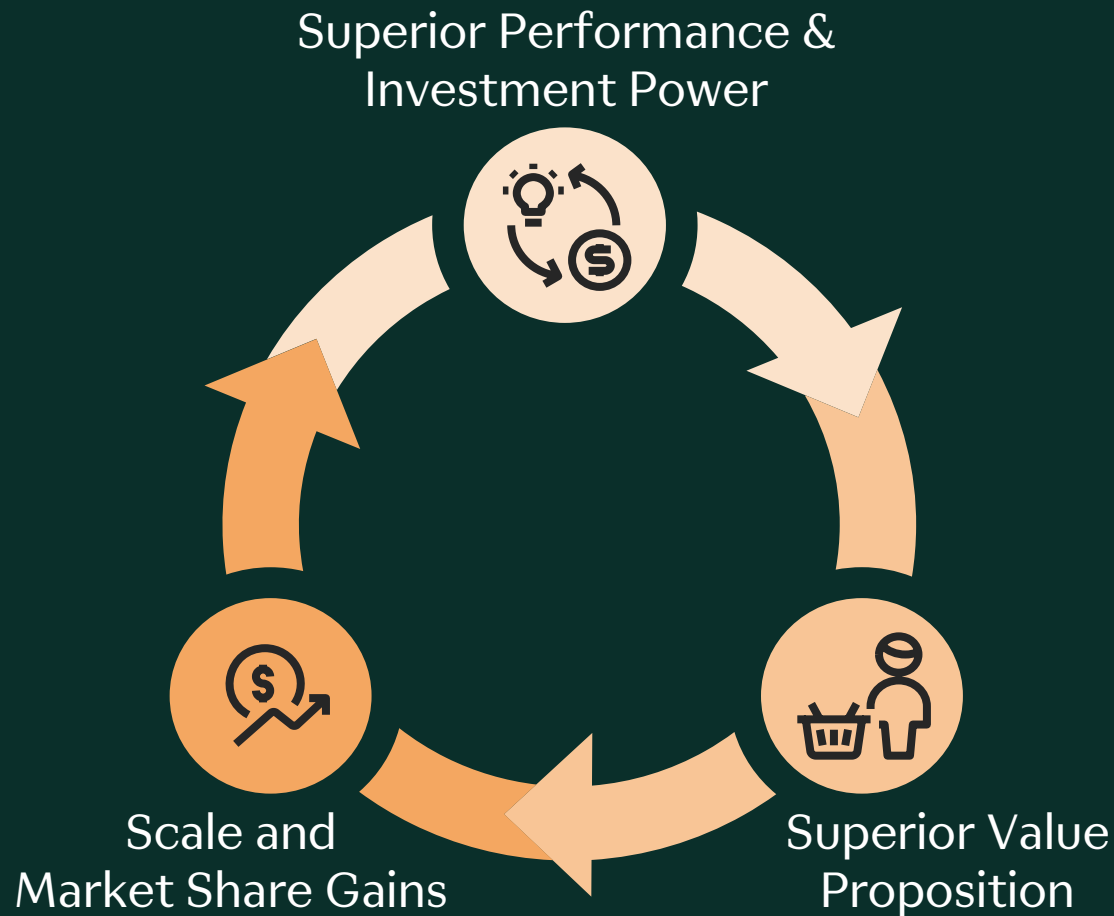 Superior Performance &
Investment Power
$
$
Scale and
Market Share Gains
Superior Value
Proposition